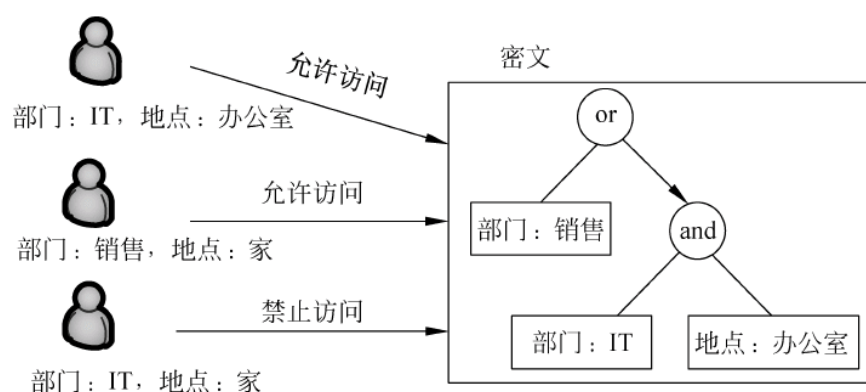 密文
允许访问
or
部门：IT，地点：办公室
允许访问
部门：销售
and
部门：销售，地点：家
禁止访问
部门：IT
地点：办公室
部门：IT，地点：家